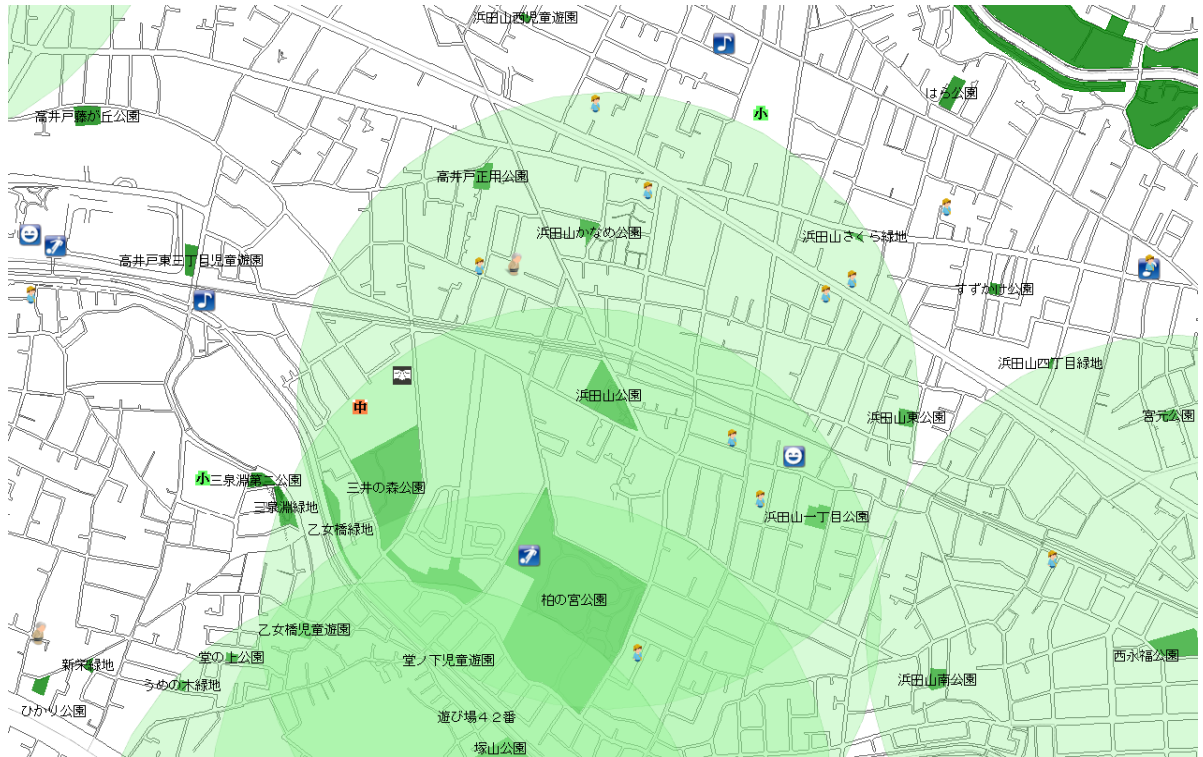 浜田山西児童遊園
はら公園
高井戸藤が丘公園
小
高井戸正用公園
浜田山かなめ公園
浜田山さくら緑地
高井戸東三丁目児童遊園
すずかけ公園
浜田山四丁目緑地
浜田山公園
中
浜田山東公園
宮元公園
小
三泉淵第二公園
三井の森公園
三泉淵緑地
乙女橋緑地
浜田山一丁目公園
柏の宮公園
乙女橋児童遊園
堂の上公園
堂ノ下児童遊園
新栄緑地
西永福公園
うめの木緑地
浜田山南公園
ひかり公園
遊び場42番
塚山公園